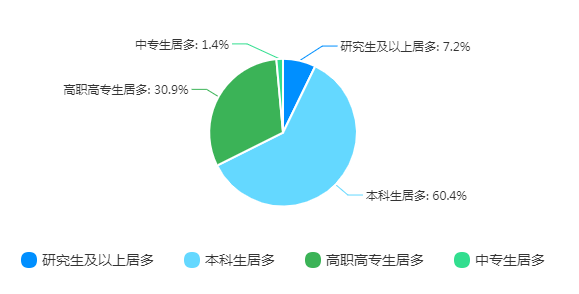 中专生居多: 1.4%
研究生及以上居多: 7.2%
高职高专生居多: 30.9%
本科生居多: 60.4%
研究生及以上居多 本科生居多 高职高专生居多 中专生居多